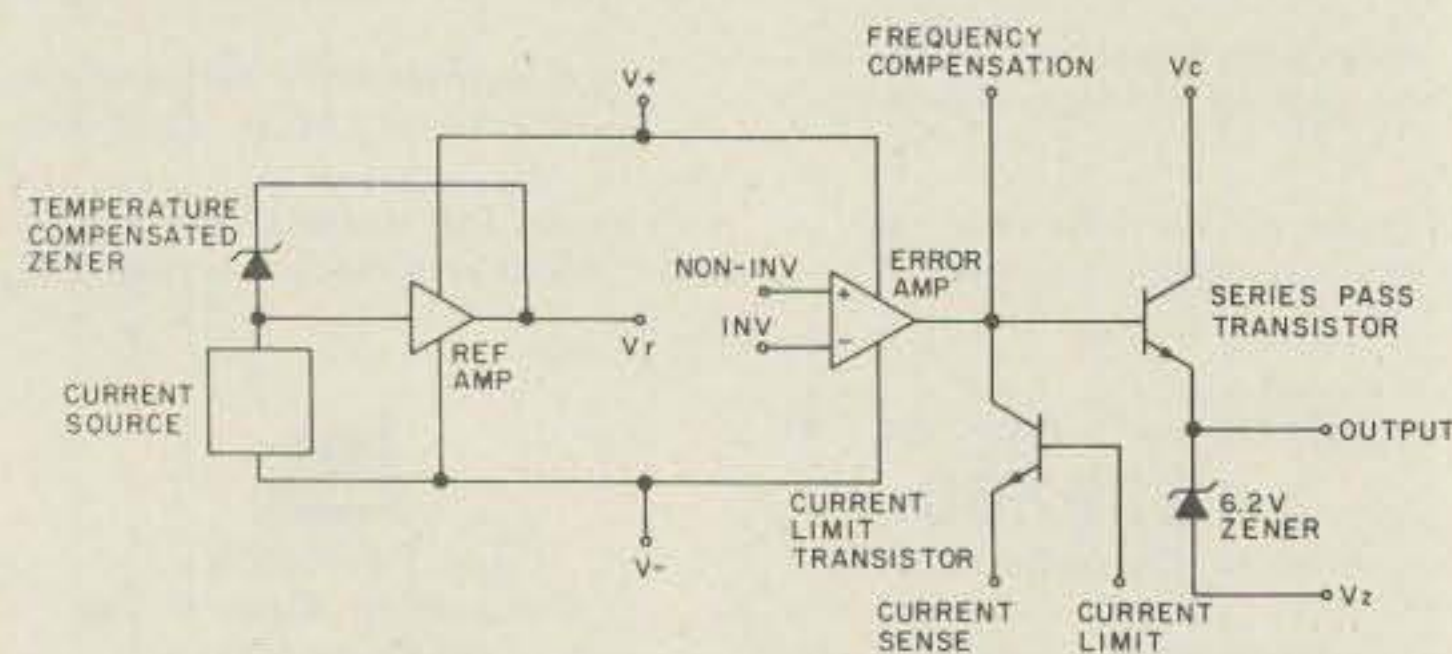 FREQUENCY
COMPENSATION
Vc
V+
TEMPERATURE
COMPENSATED
ZENER
NON-INV
ERROR
AMP
+
SERIES PASS
TRANSISTOR
INV
-
Vr
REF
AMP
CURRENT
SOURCE
OUTPUT
CURRENT
LIMIT
TRANSISTOR
6.2V
ZENER
V-
CURRENT
SENSE
CURRENT
LIMIT
Vz